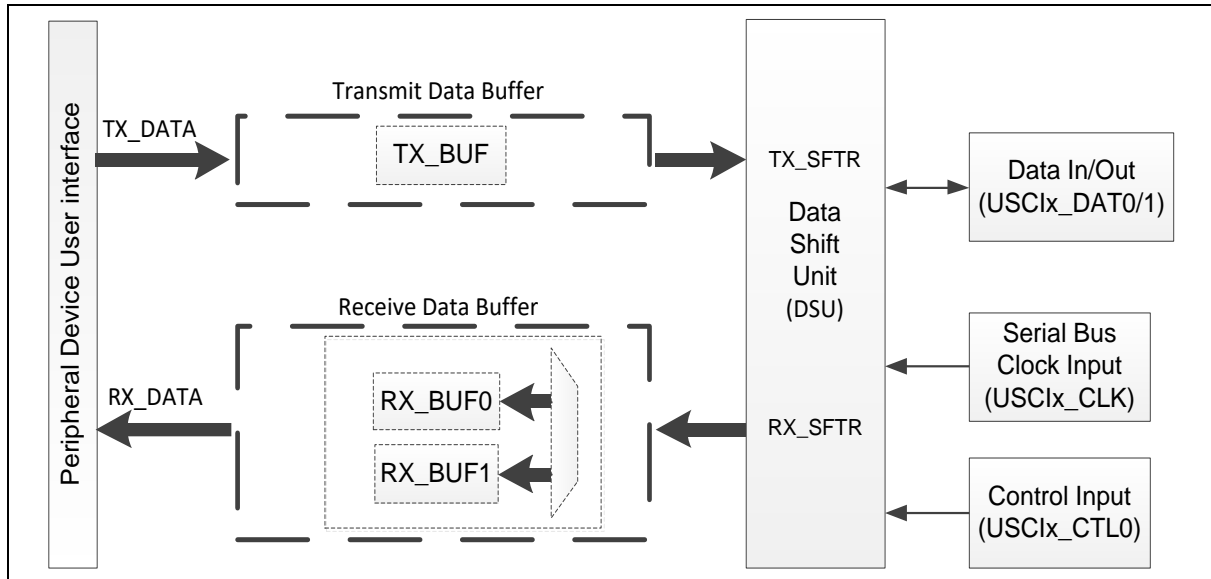 Peripheral Device User interface
TX_DATA
Transmit Data Buffer
TX_BUF
TX_SFTR
Data
Shift
Unit
(DSU)
RX_SFTR
Data In/Out
(USCIx_DAT0/1)
Serial Bus
Clock Input
(USCIx_CLK)
Control Input
(USCIx_CTL0)
Receive Data Buffer
RX_DATA
RX_BUF0
RX_BUF1